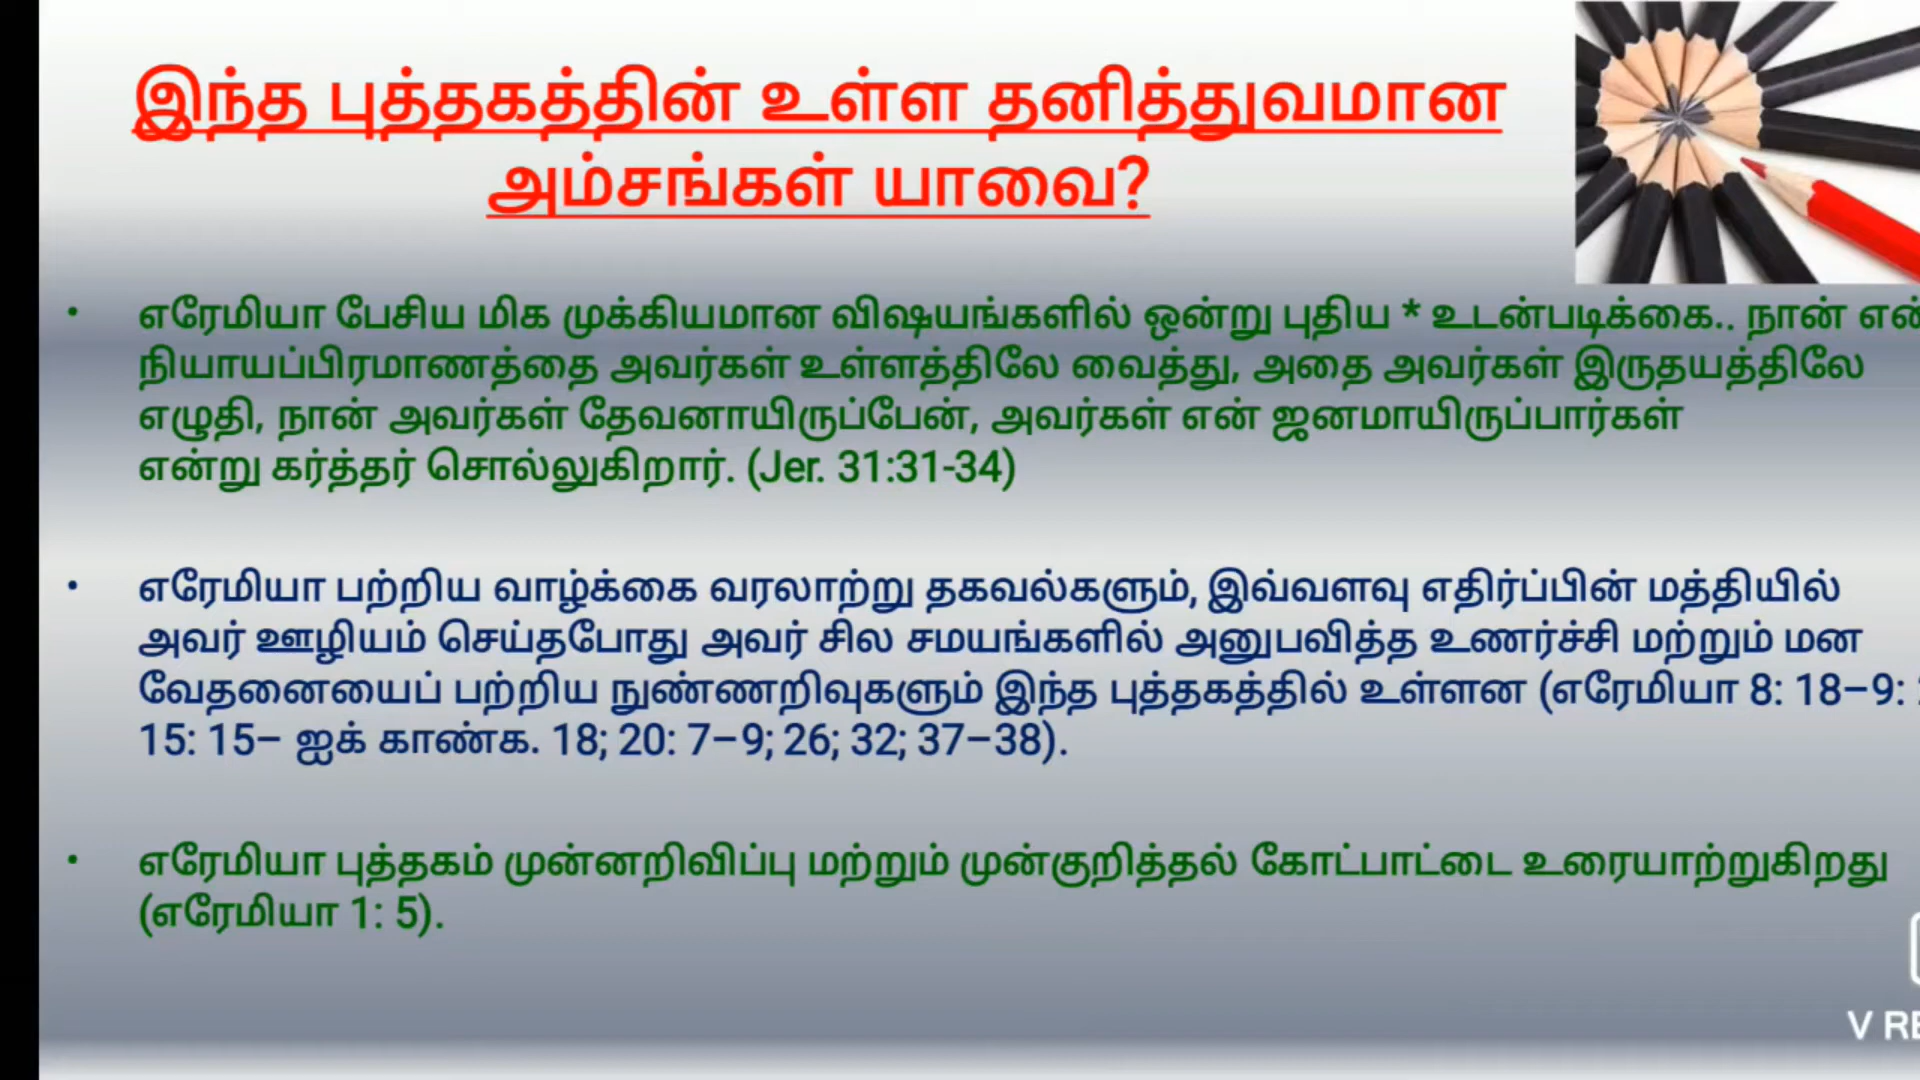 இந்த புத்தகத்தின் உள்ள தனித்துவமான
அம்சங்கள் யாவை?
• எரேமியா பேசிய மிக முக்கியமான விஷயங்களில் ஒன்று புதிய * உடன்படிக்கை.. நான்
நியாயப்பிரமாணத்தை அவர்கள் உள்ளத்திலே வைத்து, அதை அவர்கள் இருதயத்திலே
எழுதி, நான் அவர்கள் தேவனாயிருப்பேன், அவர்கள் என் ஜனமாயிருப்பார்கள்
என்று கர்த்தர் சொல்லுகிறார். (Jer. 31:31-34)
• எரேமியா பற்றிய வாழ்க்கை வரலாற்று தகவல்களும், இவ்வளவு எதிர்ப்பின் மத்தியில்
அவர் ஊழியம் செய்தபோது அவர் சில சமயங்களில் அனுபவித்த உணர்ச்சி மற்றும் மன
வேதனையைப் பற்றிய நுண்ணறிவுகளும் இந்த புத்தகத்தில் உள்ளன (எரேமியா 8: 18–9:
15: 15– ஐக் காண்க. 18; 20: 7–9; 26; 32; 37–38).
• எரேமியா புத்தகம் முன்னறிவிப்பு மற்றும் முன்குறித்தல் கோட்பாட்டை உரையாற்றுகிறது
(எரேமியா 1: 5).
V